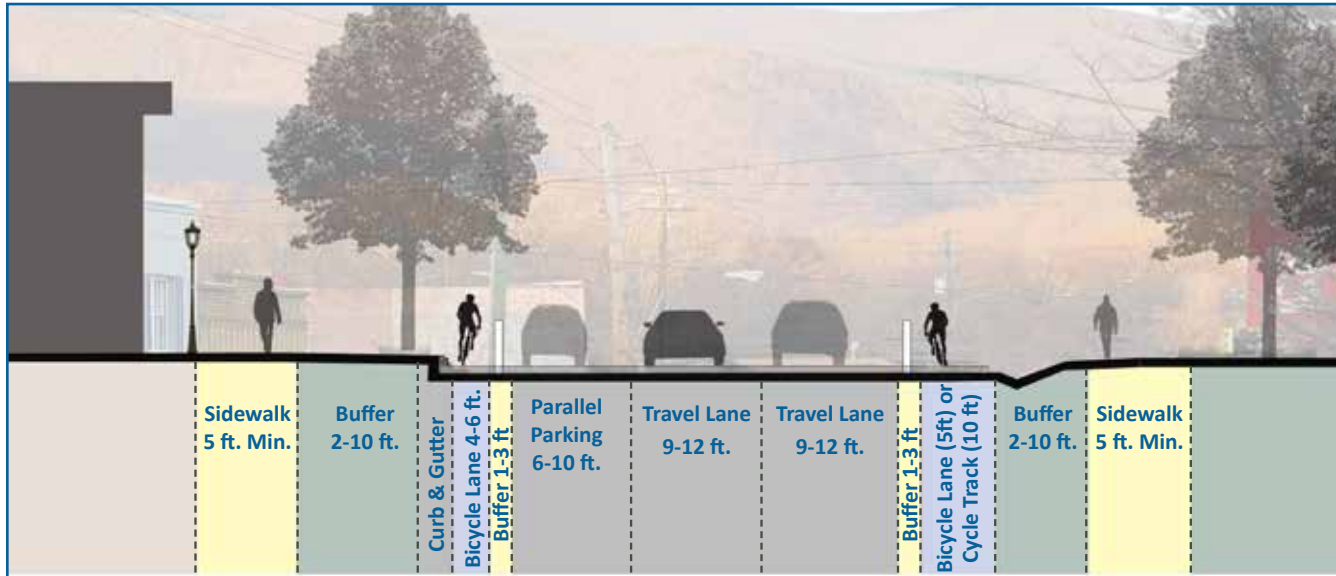 Sidewalk
5 ft. Min.
Buffer
2-10 ft.
Curb & Gutter
Bicycle Lane 4-6 ft.
Buffer 1-3 ft
Parallel
Parking
6-10 ft.
Travel Lane
9-12 ft.
Travel Lane
9-12 ft.
Buffer 1-3 ft
Bicycle Lane (5ft) or
Cycle Track (10 ft)
Buffer
2-10 ft.
Sidewalk
5 ft. Min.